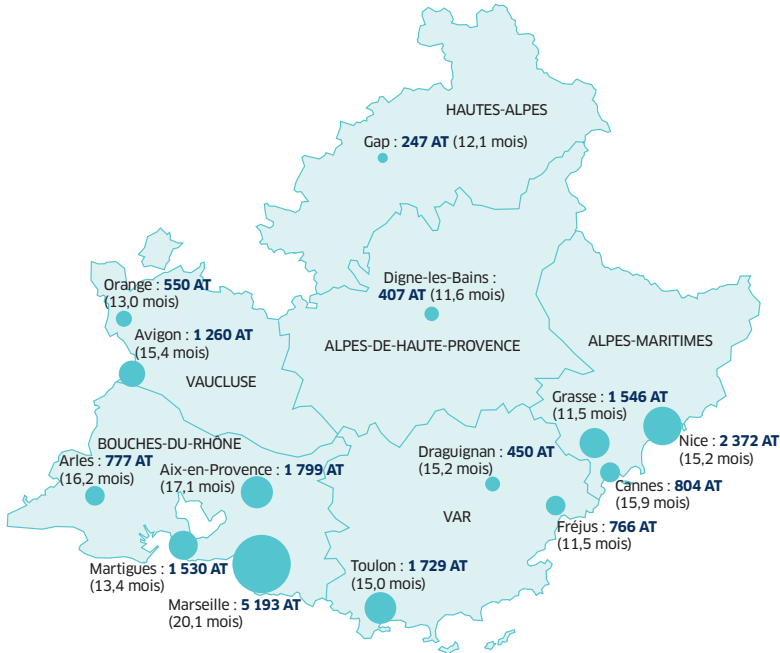 HAUTES-ALPES
Gap : 247 AT (12,1 mois)
Orange : 550 AT
(13,0 mois)
Digne-les-Bains :
407 AT (11,6 mois)
Avigon : 1 260 AT
(15,4 mois)
ALPES-DE-HAUTE-PROVENCE
ALPES-MARITIMES
VAUCLUSE
Grasse : 1 546 AT
(11,5 mois)
BOUCHES-DU-RHÔNE
Nice : 2 372 AT
(15,2 mois)
Arles : 777 AT
(16,2 mois)
Aix-en-Provence : 1 799 AT
(17,1 mois)
Draguignan : 450 AT
(15,2 mois)
Cannes : 804 AT
(15,9 mois)
VAR
Fréjus : 766 AT
(11,5 mois)
Martigues : 1 530 AT
(13,4 mois)
Toulon : 1 729 AT
(15,0 mois)
Marseille : 5 193 AT
(20,1 mois)